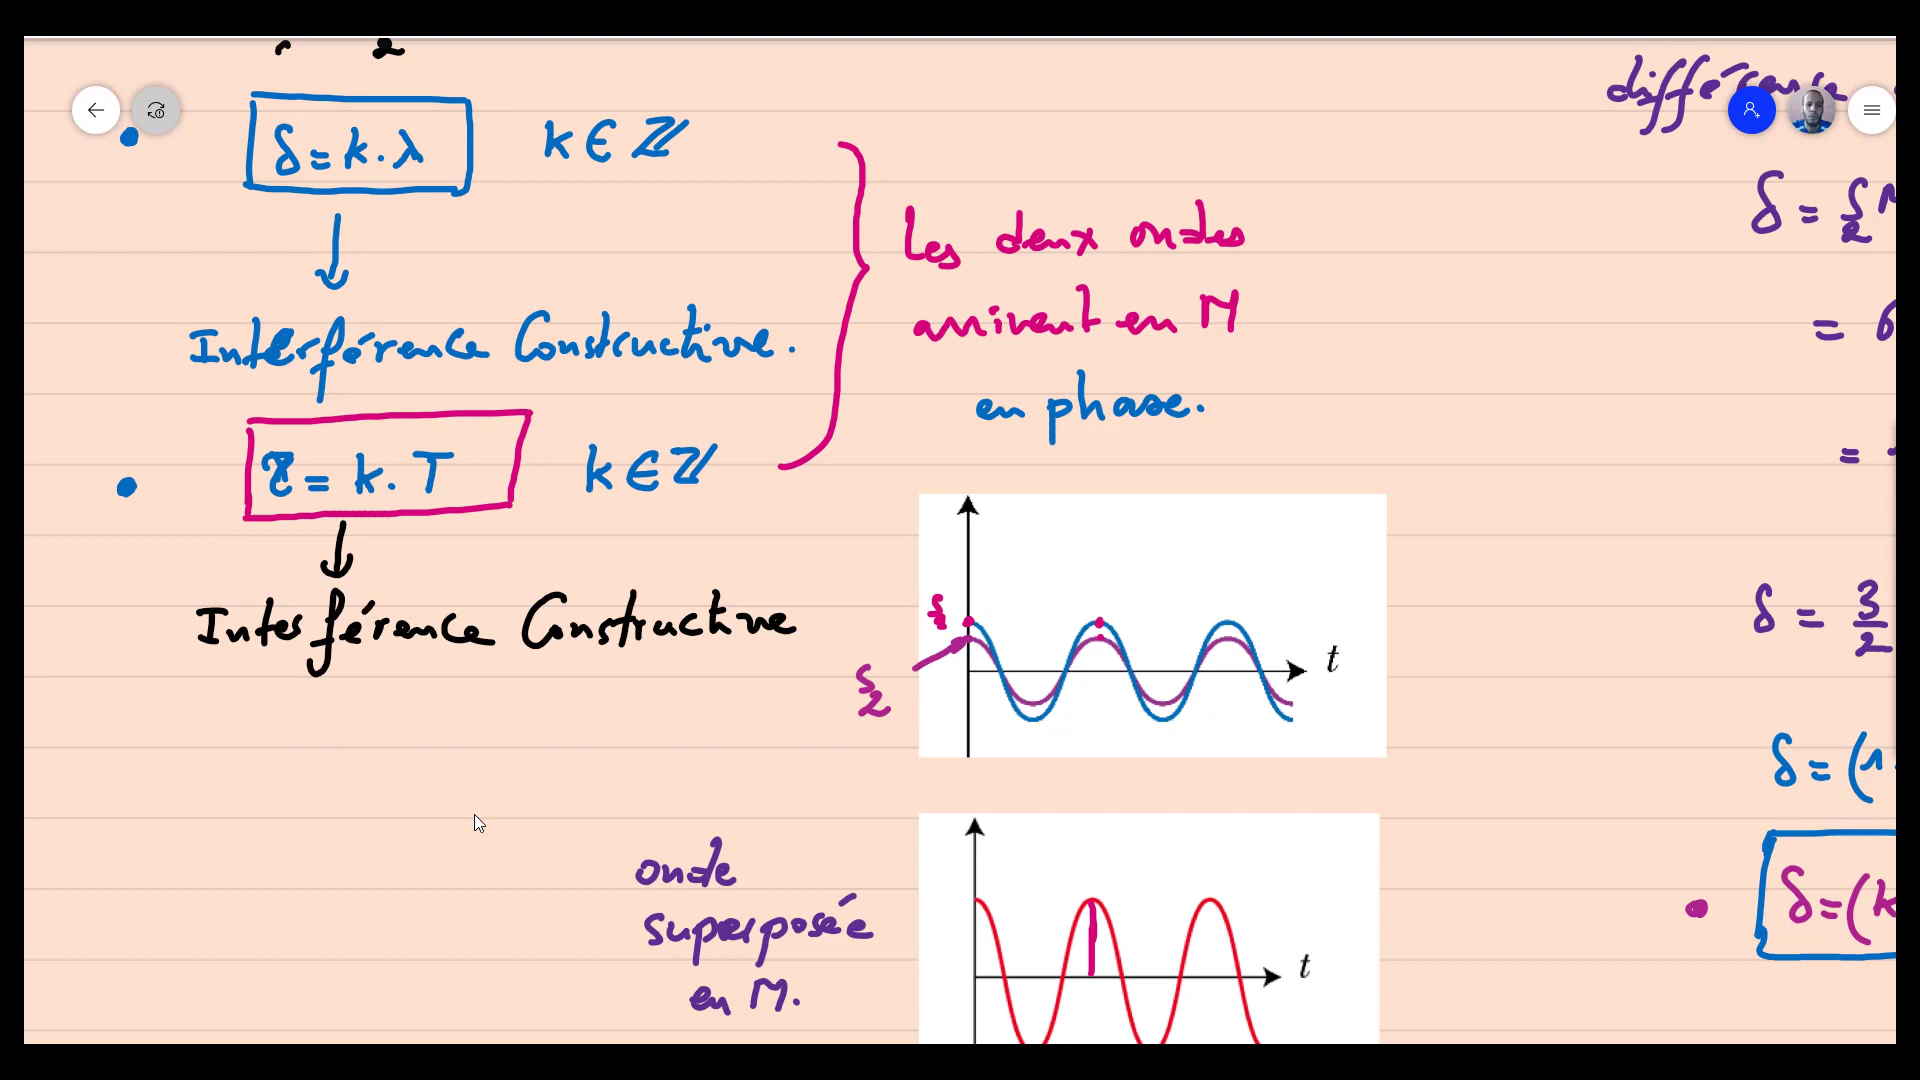 δ = k.λ k ∈ ℤ
Interférence Constructive.
τ = k.T k ∈ ℤ
Interférence Constructive
Les deux ondes
arrivent en M
en phase.
S1
S2
t
onde
superposée
en M.
t
δ = S2M
=
=
δ = 3/2
δ = (1
δ = (k